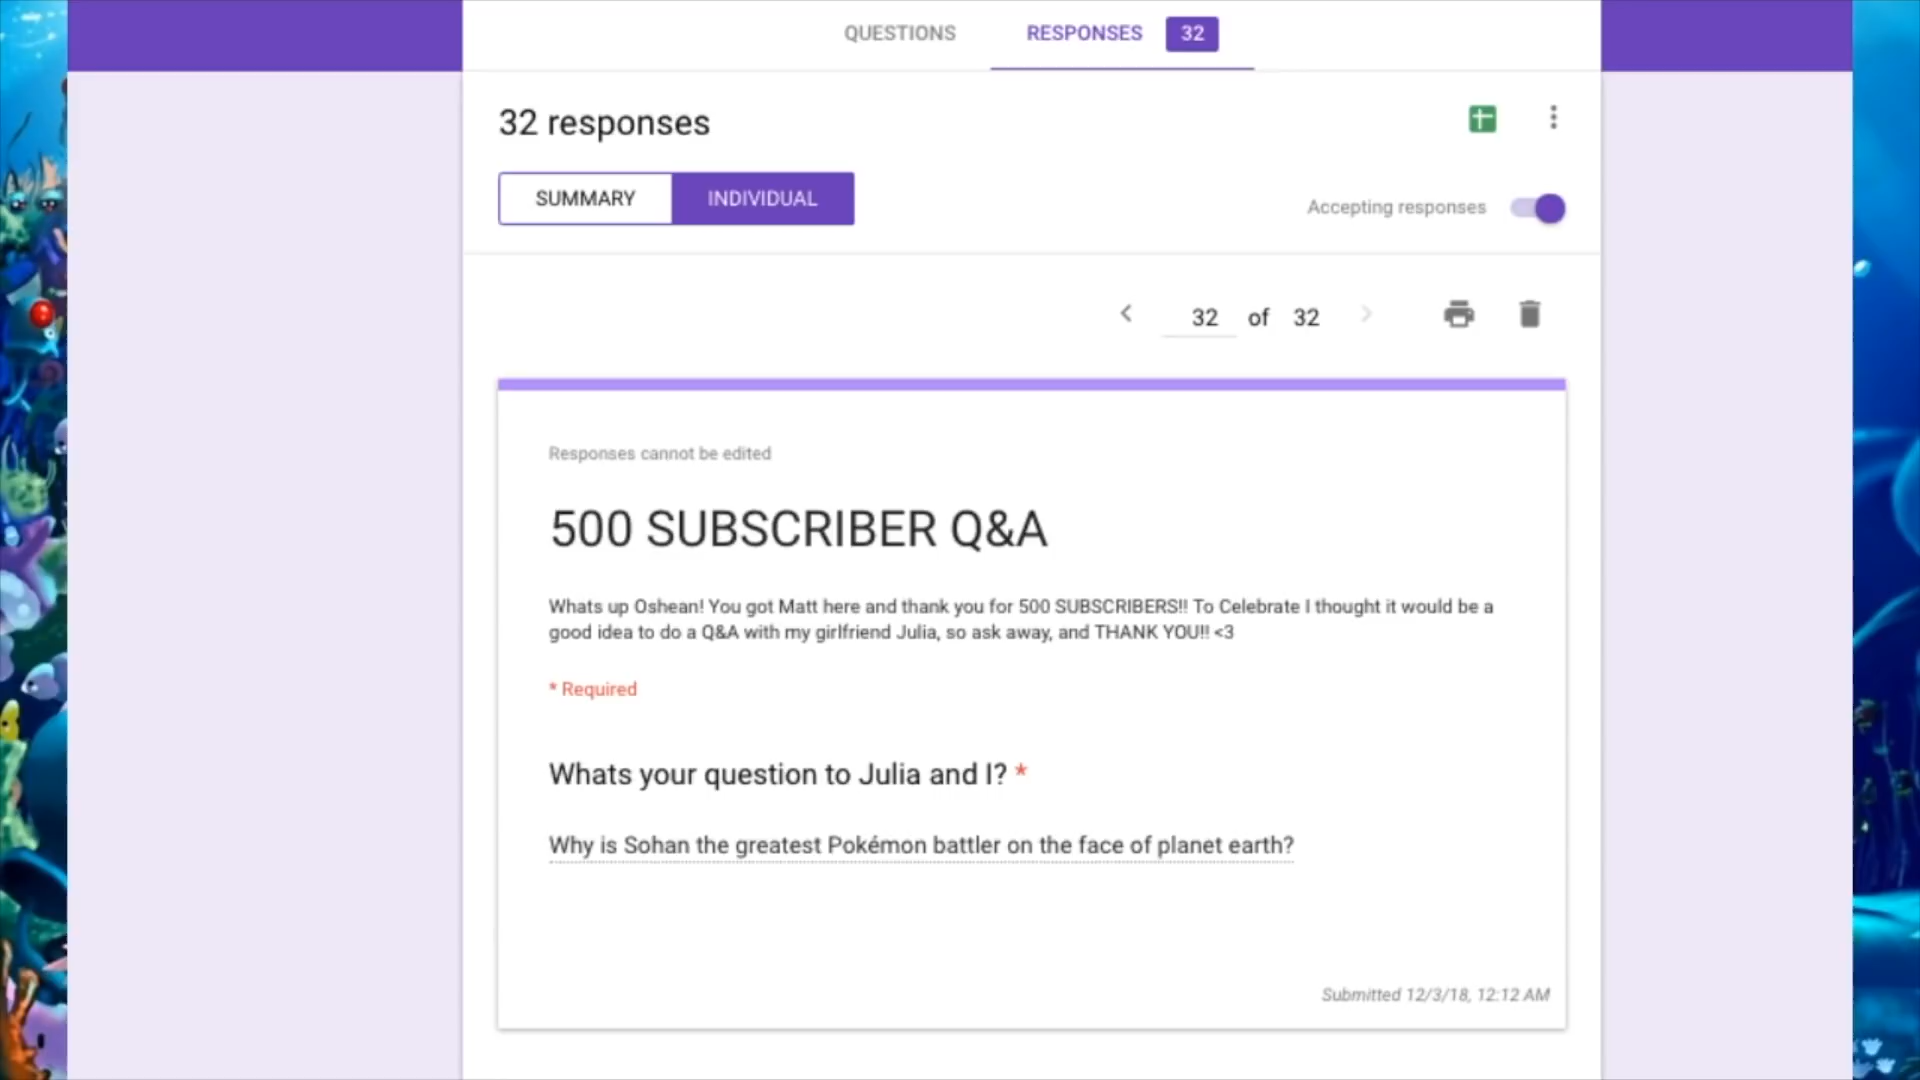 QUESTIONS RESPONSES 32
32 responses
SUMMARY INDIVIDUAL
Accepting responses
32 of 32
Responses cannot be edited
500 SUBSCRIBER Q&A
Whats up Oshean! You got Matt here and thank you for 500 SUBSCRIBERS!! To Celebrate I thought it would be a
good idea to do a Q&A with my girlfriend Julia, so ask away, and THANK YOU!! <3
* Required
Whats your question to Julia and I? *
Why is Sohan the greatest Pokémon battler on the face of planet earth?
Submitted 12/3/18, 12:12 AM